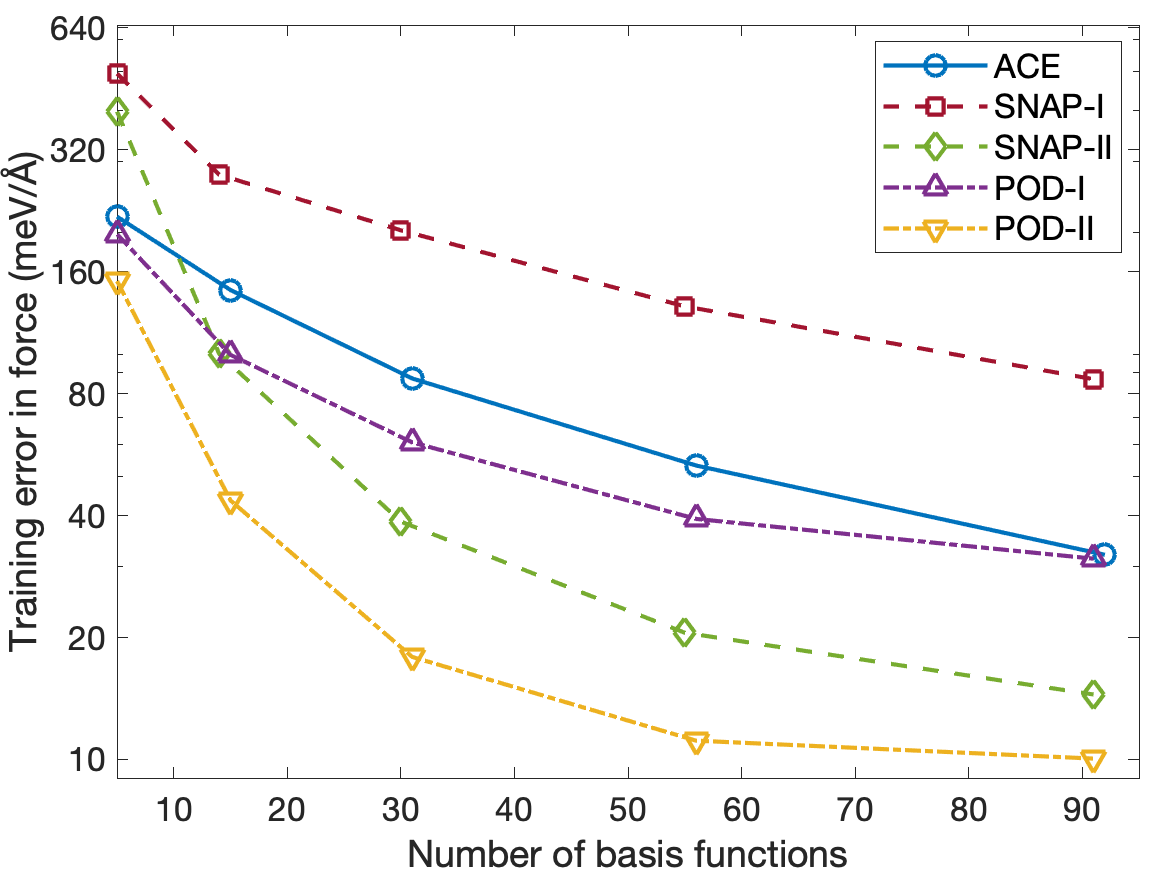 640
320
160
80
40
20
10
Training error in force (meV/Å)
ACE
SNAP-I
SNAP-II
POD-I
POD-II
10 20 30 40 50 60 70 80 90
Number of basis functions